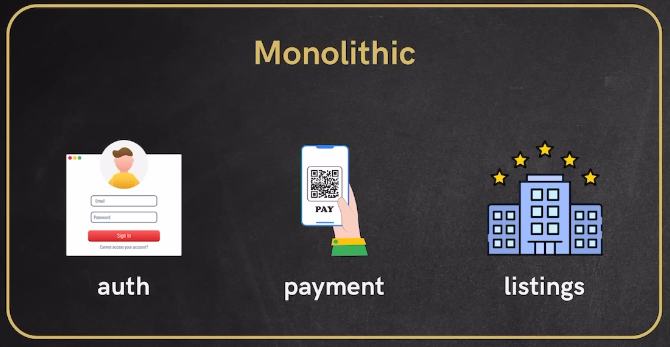 Monolithic
Email
Password
Sign in
Cannot access your account?
PAY
auth
payment
listings